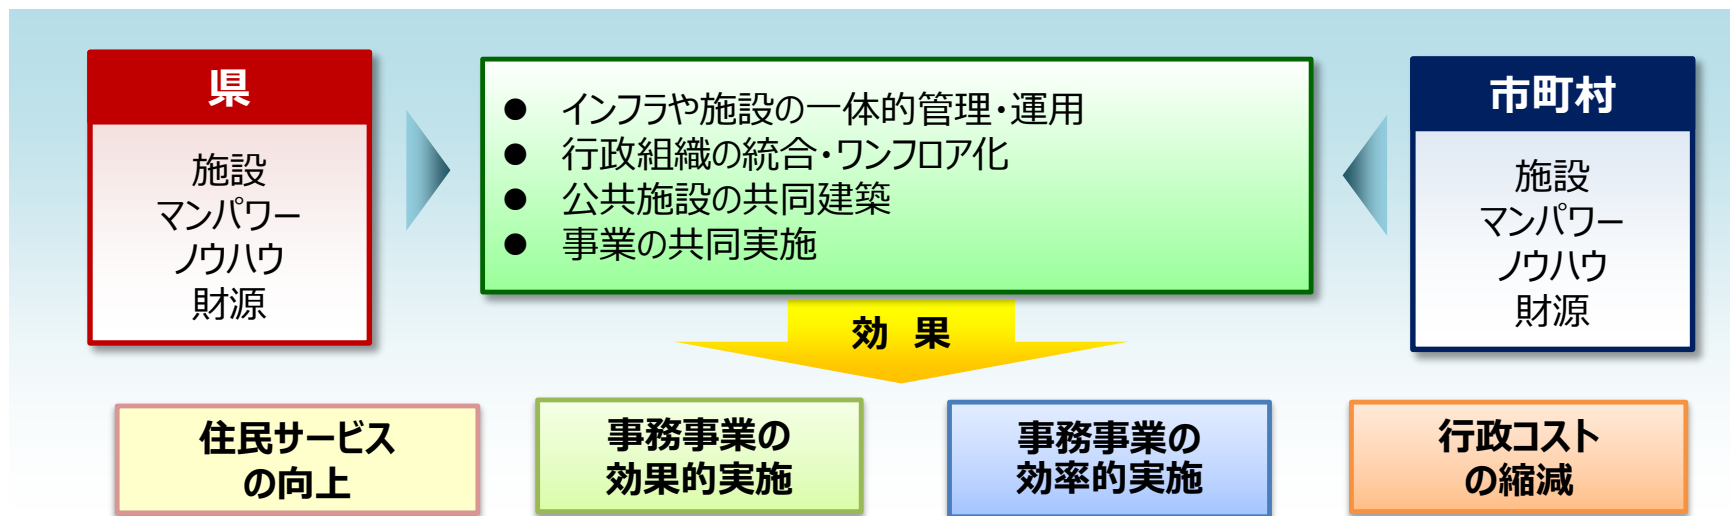 県
施設
マンパワー
ノウハウ
財源
● インフラや施設の一体的管理・運用
● 行政組織の統合・ワンフロア化
● 公共施設の共同建築
● 事業の共同実施
市町村
施設
マンパワー
ノウハウ
財源
効 果
住民サービス
の向上
事務事業の
効果的実施
事務事業の
効率的実施
行政コスト
の縮減